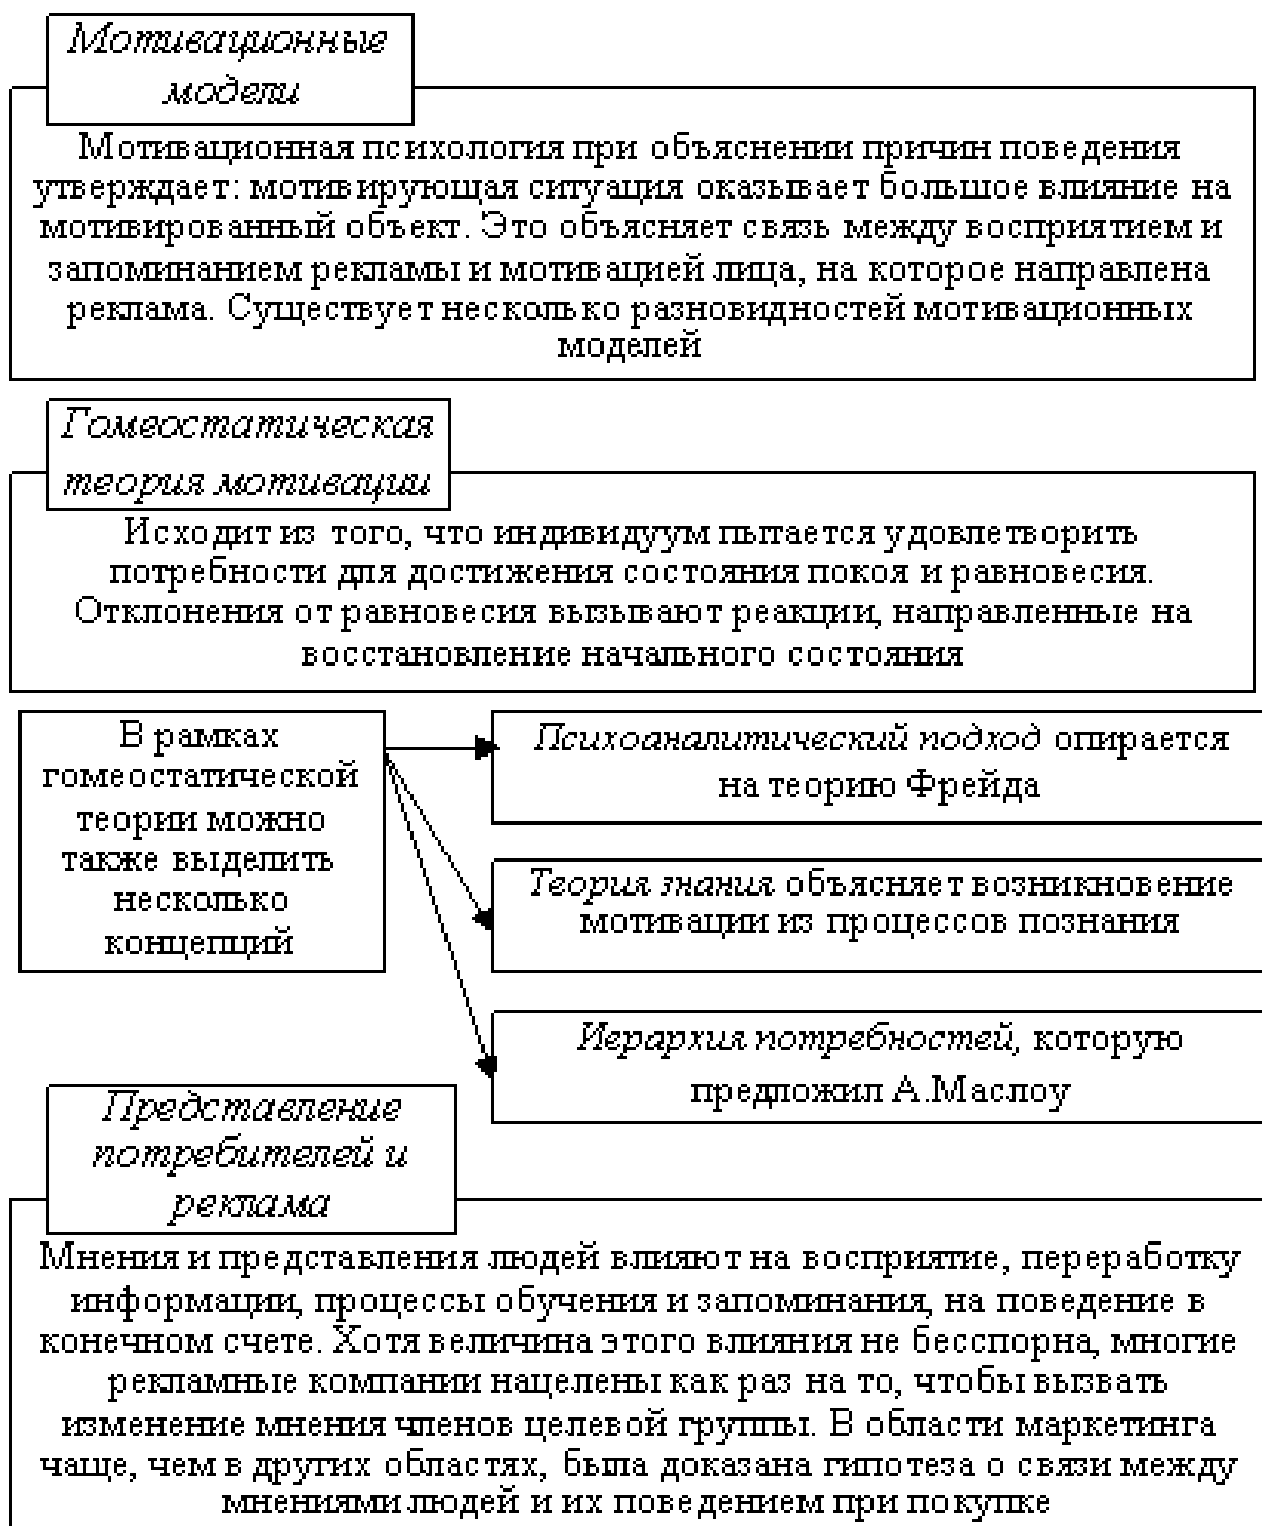 Мотивационные
модели
Мотивационная психология при объяснении причин поведения
утверждает: мотивирующая ситуация оказывает большое влияние на
мотивированный объект. Это объясняет связь между восприятием и
запоминанием рекламы и мотивацией лица, на которое направлена
реклама. Существует несколько разновидностей мотивационных
моделей
Гомеостатическая
теория мотивации
Исходит из того, что индивидуум пытается удовлетворить
потребности для достижения состояния покоя и равновесия.
Отклонения от равновесия вызывают реакции, направленные на
восстановление начального состояния
В рамках
гомеостатической
теории можно
также выделить
несколько
концепций
Психоаналитический подход опирается
на теорию Фрейда
Теория знания объясняет возникновение
мотивации из процессов познания
Иерархия потребностей, которую
предложил А.Маслоу
Представление
потребителей и
реклама
Мнения и представления людей влияют на восприятие, переработку
информации, процессы обучения и запоминания, на поведение в
конечном счете. Хотя величина этого влияния не бесспорна, многие
рекламные компании нацелены как раз на то, чтобы вызвать
изменение мнения членов целевой группы. В области маркетинга
чаще, чем в других областях, была доказана гипотеза о связи между
мнениями людей и их поведением при покупке